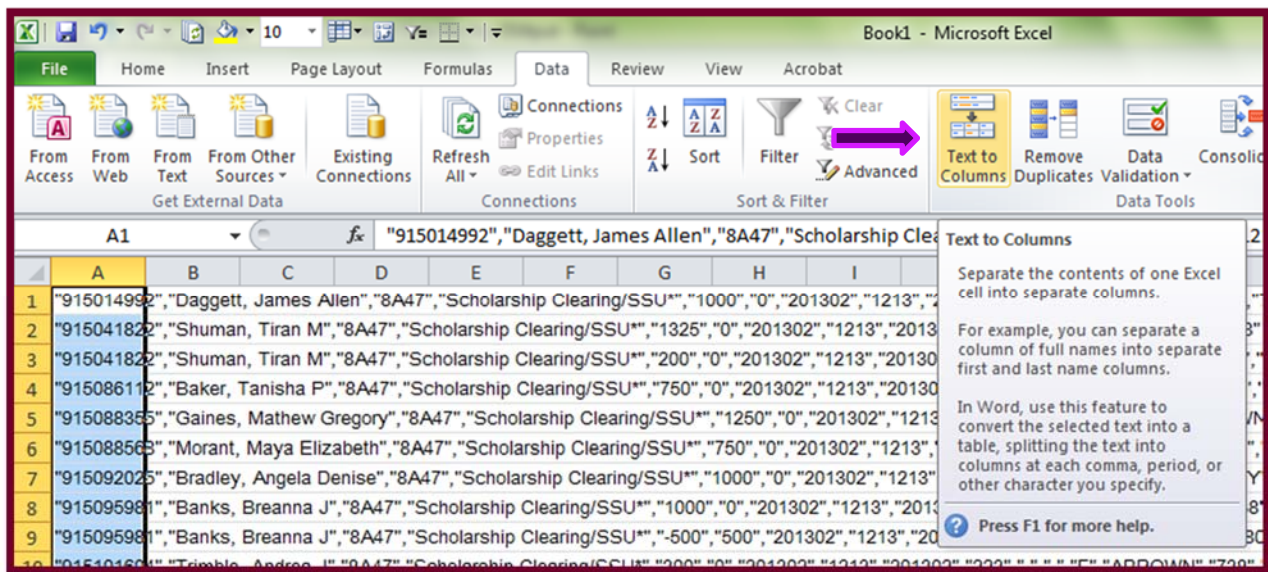 10
Book1 - Microsoft Excel
File Home Insert Page Layout Formulas Data Review View Acrobat
From Access
From Web
From Text
From Other Sources
Existing Connections
Refresh All
Connections
Properties
Edit Links
Sort
Filter
Clear
Advanced
Text to Columns
Remove Duplicates
Data Validation
Consolid
Get External Data Connections Sort & Filter Data Tools
A1 fx "915014992","Daggett, James Allen","8A47","Scholarship Clea
A B C D E F G H I
1 "915014992","Daggett, James Allen","8A47","Scholarship Clearing/SSU*","1000","0","201302","1213","2
2 "915041822","Shuman, Tiran M","8A47","Scholarship Clearing/SSU*","1325","0","201302","1213","2013
3 "915041822","Shuman, Tiran M","8A47","Scholarship Clearing/SSU*","200","0","201302","1213","20130
4 "915086112","Baker, Tanisha P","8A47","Scholarship Clearing/SSU*","750","0","201302","1213","20130
5 "915088355","Gaines, Mathew Gregory","8A47","Scholarship Clearing/SSU*","1250","0","201302","1213
6 "915088563","Morant, Maya Elizabeth","8A47","Scholarship Clearing/SSU*","750","0","201302","1213","
7 "915092025","Bradley, Angela Denise","8A47","Scholarship Clearing/SSU*","1000","0","201302","1213"
8 "915095981","Banks, Breanna J","8A47","Scholarship Clearing/SSU*","1000","0","201302","1213","2013
9 "915095981","Banks, Breanna J","8A47","Scholarship Clearing/SSU*","-500","500","201302","1213","20
Text to Columns
Separate the contents of one Excel
cell into separate columns.
For example, you can separate a
column of full names into separate
first and last name columns.
In Word, use this feature to
convert the selected text into a
table, splitting the text into
columns at each comma, period, or
other character you specify.
Press F1 for more help.